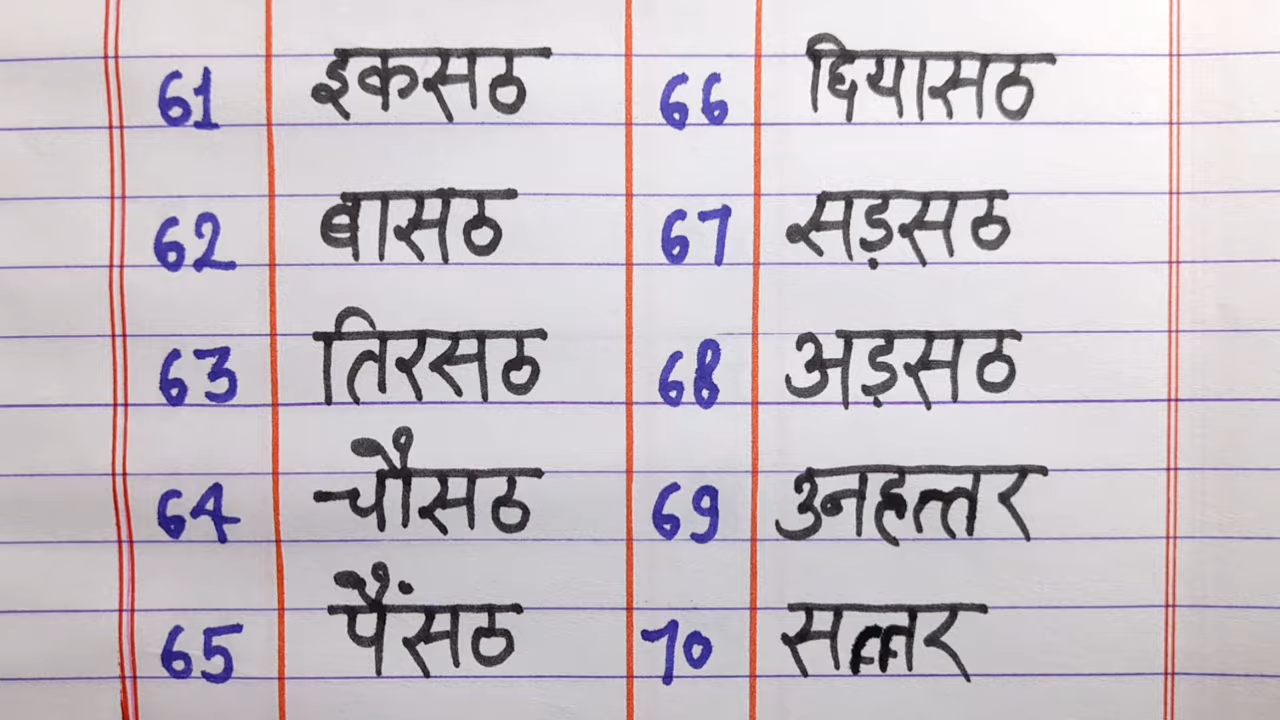 61 इकसठ 66 छियासठ
62 बासठ 67 सड़सठ
63 तिरसठ 68 अड़सठ
64 चौसठ 69 उनहत्तर
65 पैंसठ 70 सत्तर